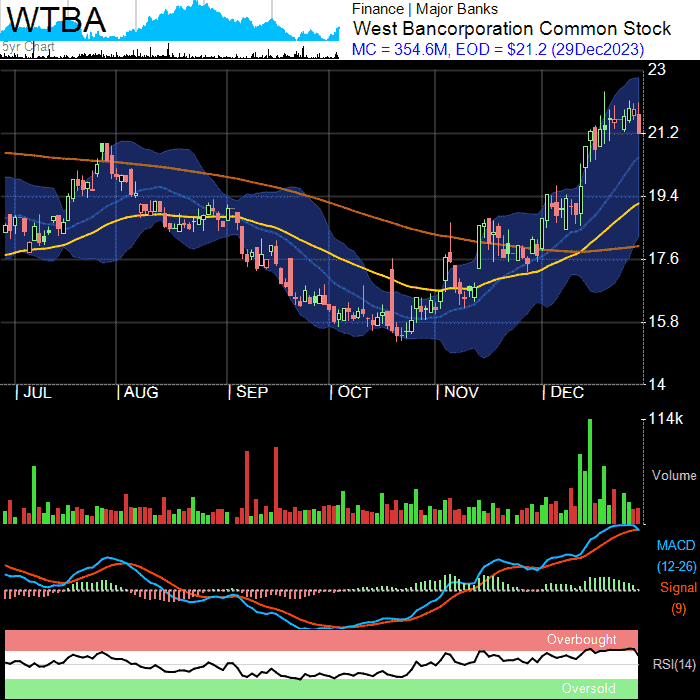 WTBA
5yr Chart
Finance | Major Banks
West Bancorporation Common Stock
MC = 354.6M, EOD = $21.2 (29Dec2023)
23
21.2
19.4
17.6
15.8
14
JUL AUG SEP OCT NOV DEC
114k
Volume
MACD
(12-26)
Signal
(9)
Overbought
RSI(14)
Oversold